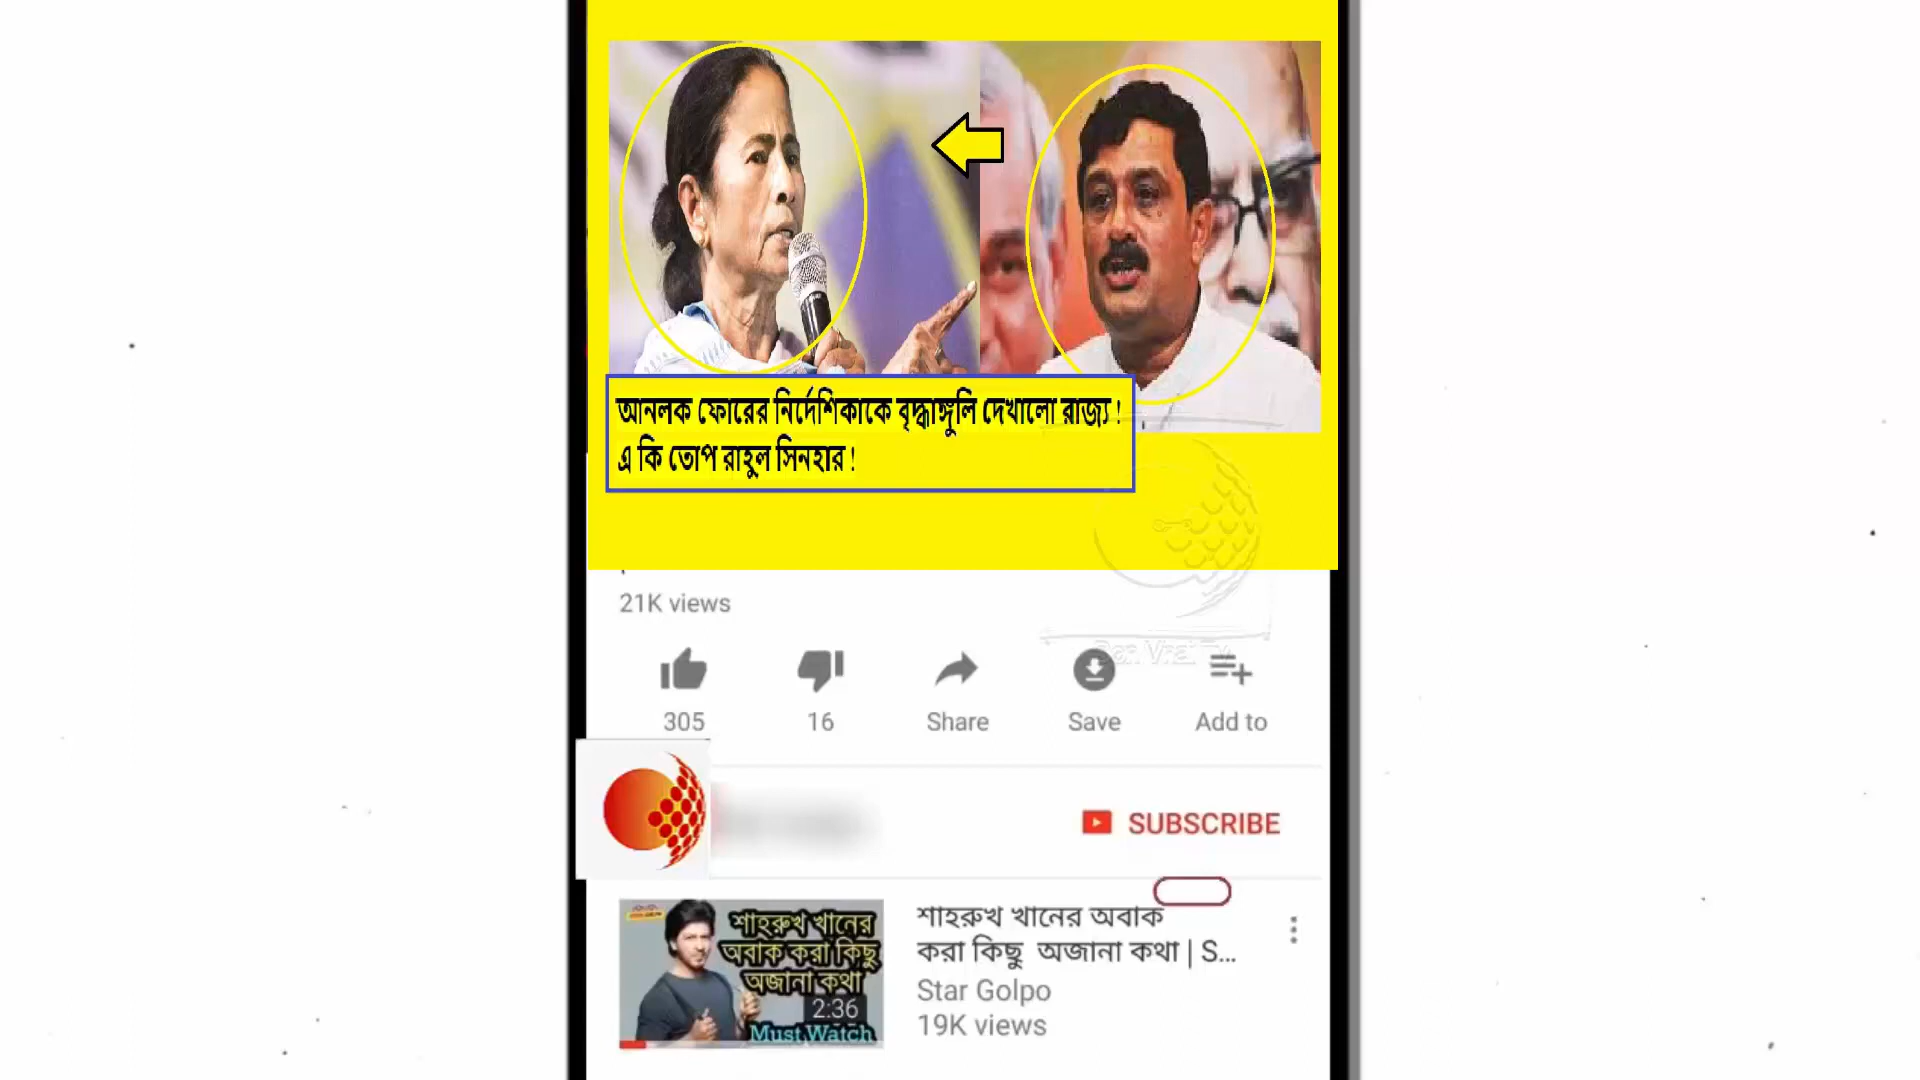 আনলক ফোরের নির্দেশিকাকে বৃদ্ধাঙ্গুলি দেখালো রাজ্য !
এ কি তোপ রাহুল সিনহার !
21K views
305
16
Share
Save
Add to
SUBSCRIBE
শাহরুখ খানের
অবাক করা কিছু
অজানা কথা
2:36
Must Watch
শাহরুখ খানের অবাক
করা কিছু অজানা কথা | S...
Star Golpo
19K views